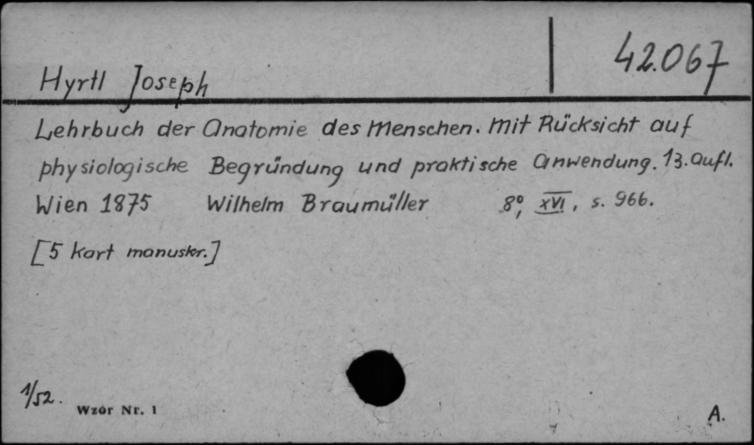 42.067
Hyrtl Joseph
Lehrbuch der Anatomie des Menschen. Mit Rücksicht auf
physiologische Begründung und praktische Anwendung. 13. Aufl.
Wien 1875 Wilhelm Braumüller 8°, XVI, s. 966.
[5 kart manuskr.]
1/52.
Wzór Nr. 1
A.